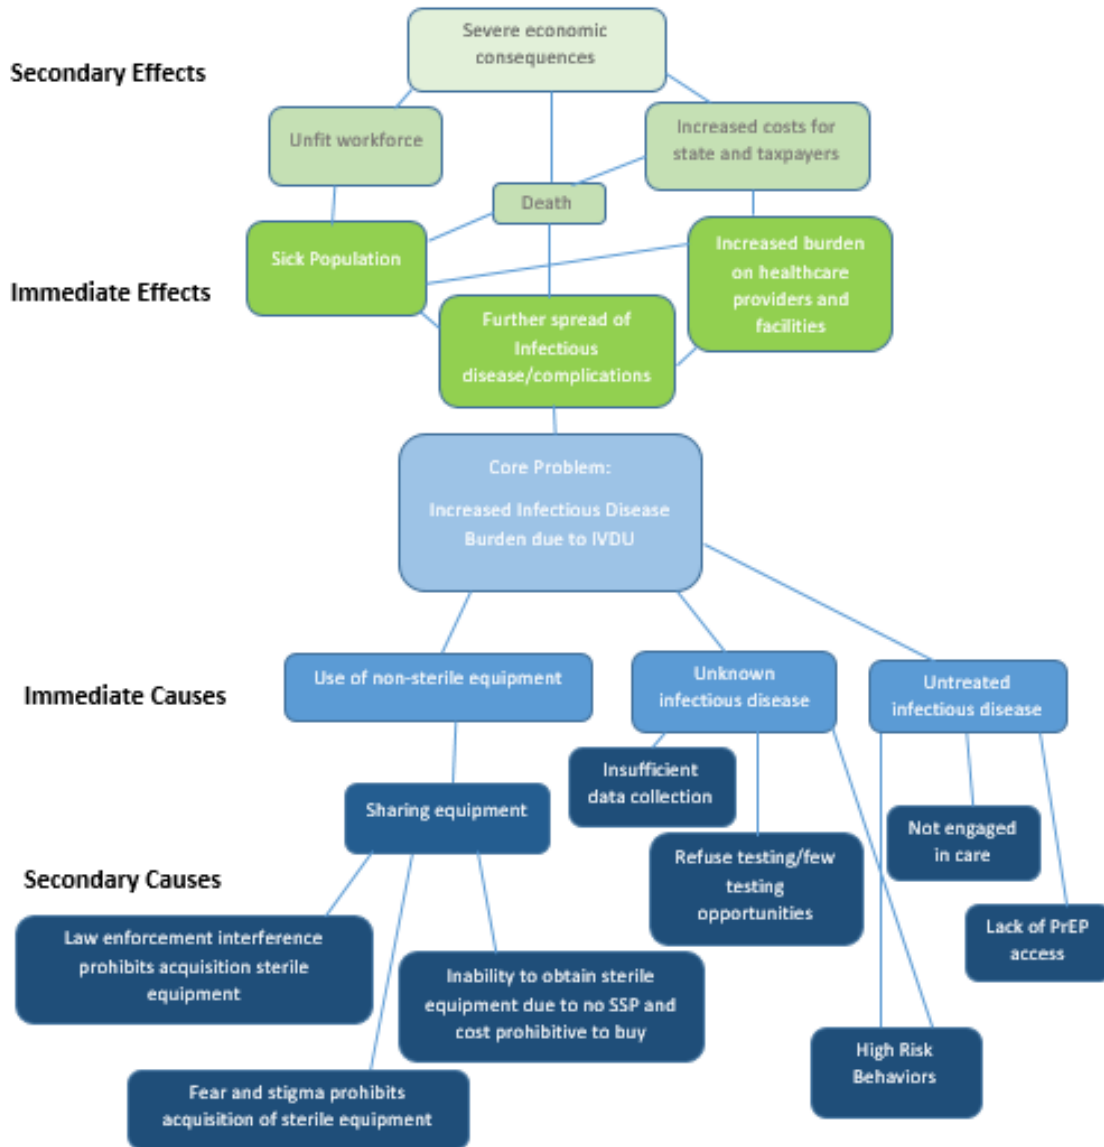 Severe economic
consequences
Secondary Effects
Unfit workforce
Increased costs for
state and taxpayers
Death
Sick Population
Increased burden
on healthcare
providers and
facilities
Immediate Effects
Further spread of
Infectious
disease/complications
Core Problem:
Increased Infectious Disease
Burden due to IVDU
Immediate Causes
Use of non-sterile equipment
Unknown
infectious disease
Untreated
infectious disease
Insufficient
data collection
Sharing equipment
Not engaged
in care
Refuse testing/few
testing
opportunities
Secondary Causes
Lack of PrEP
access
Law enforcement interference
prohibits acquisition sterile
equipment
Inability to obtain sterile
equipment due to no SSP and
cost prohibitive to buy
High Risk
Behaviors
Fear and stigma prohibits
acquisition of sterile equipment